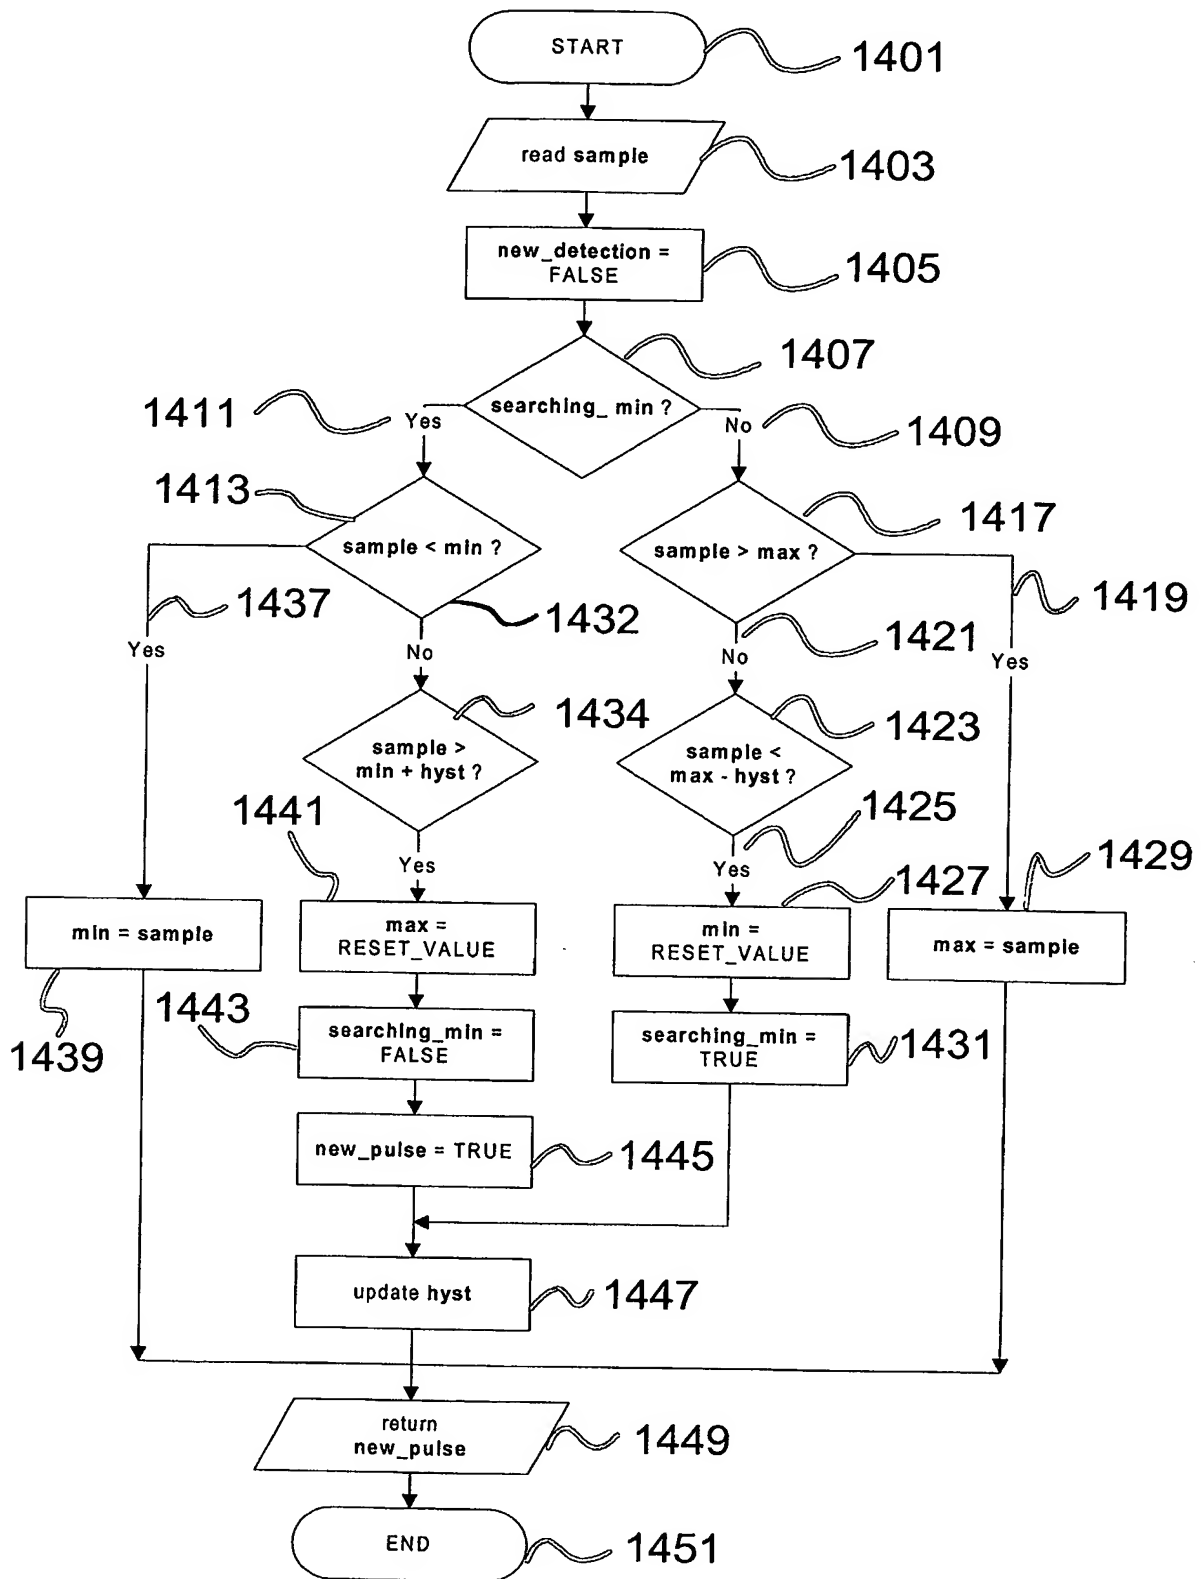 START
1401
read sample
1403
new_detection =
FALSE
1405
1407
searching_ min ?
1411
Yes
No
1409
1413
sample < min ?
sample > max ?
1417
1437
1432
1419
1421
Yes
No
No
Yes
1434
1423
sample >
min + hyst ?
sample <
max - hyst ?
1441
1425
Yes
Yes
1427
1429
min = sample
max =
RESET_VALUE
min =
RESET_VALUE
max = sample
1443
1439
searching_min =
FALSE
searching_min =
TRUE
1431
new_pulse = TRUE
1445
update hyst
1447
return
new_pulse
1449
END
1451